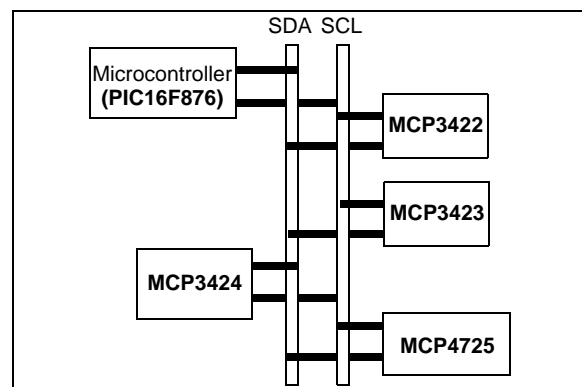 SDA SCL
Microcontroller
(PIC16F876)
MCP3422
MCP3423
MCP3424
MCP4725